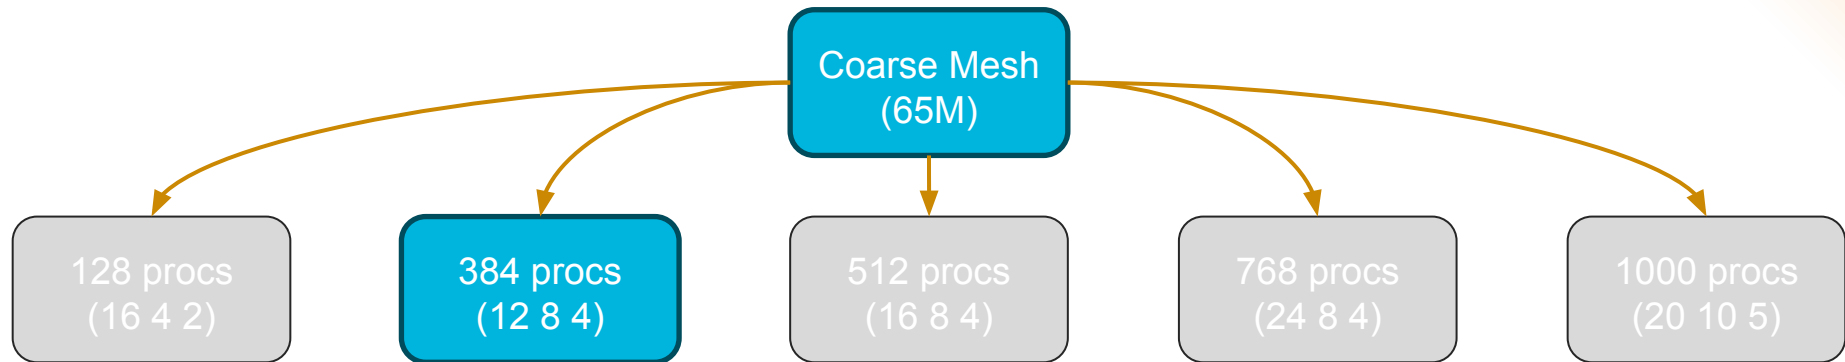 Coarse Mesh
(65M)
128 procs
(16 4 2)
384 procs
(12 8 4)
512 procs
(16 8 4)
768 procs
(24 8 4)
1000 procs
(20 10 5)